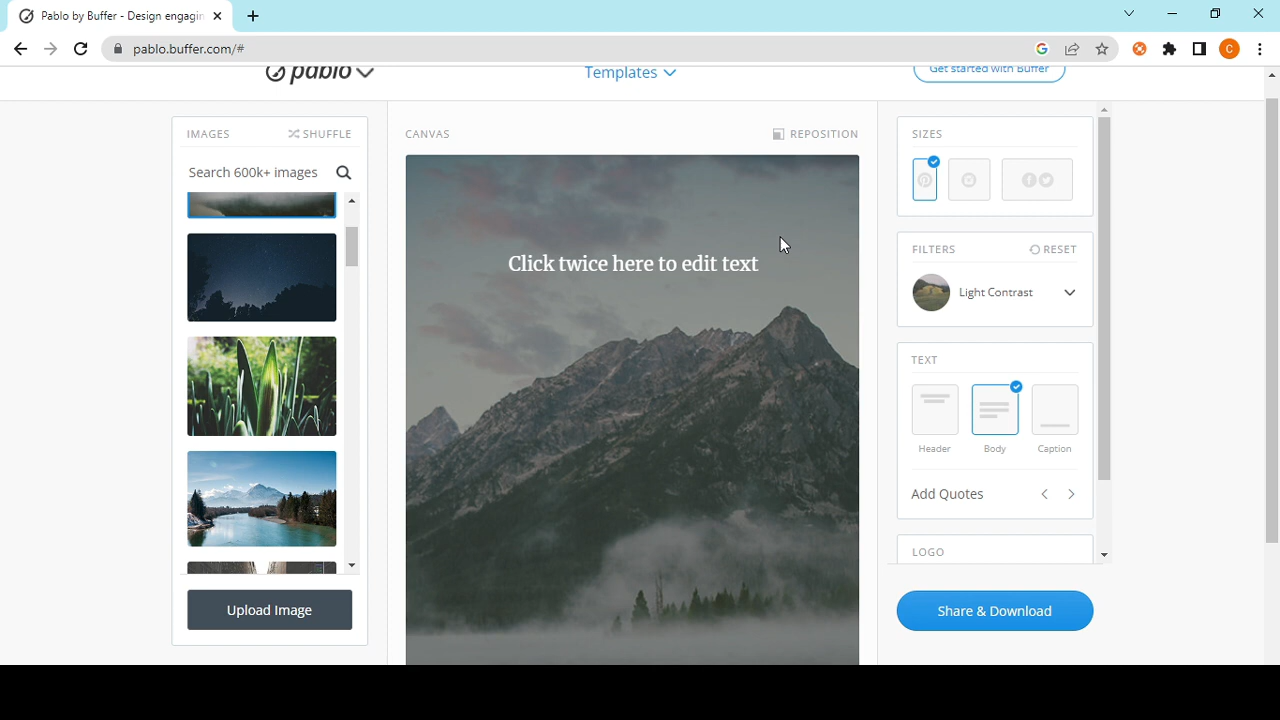 Pablo by Buffer - Design engagin
pablo.buffer.com/#
C
pablo
Templates
Get started with Buffer
IMAGES
SHUFFLE
Search 600k+ images
Upload Image
CANVAS
REPOSITION
Click twice here to edit text
SIZES
FILTERS
RESET
Light Contrast
TEXT
Header
Body
Caption
Add Quotes
LOGO
Share & Download